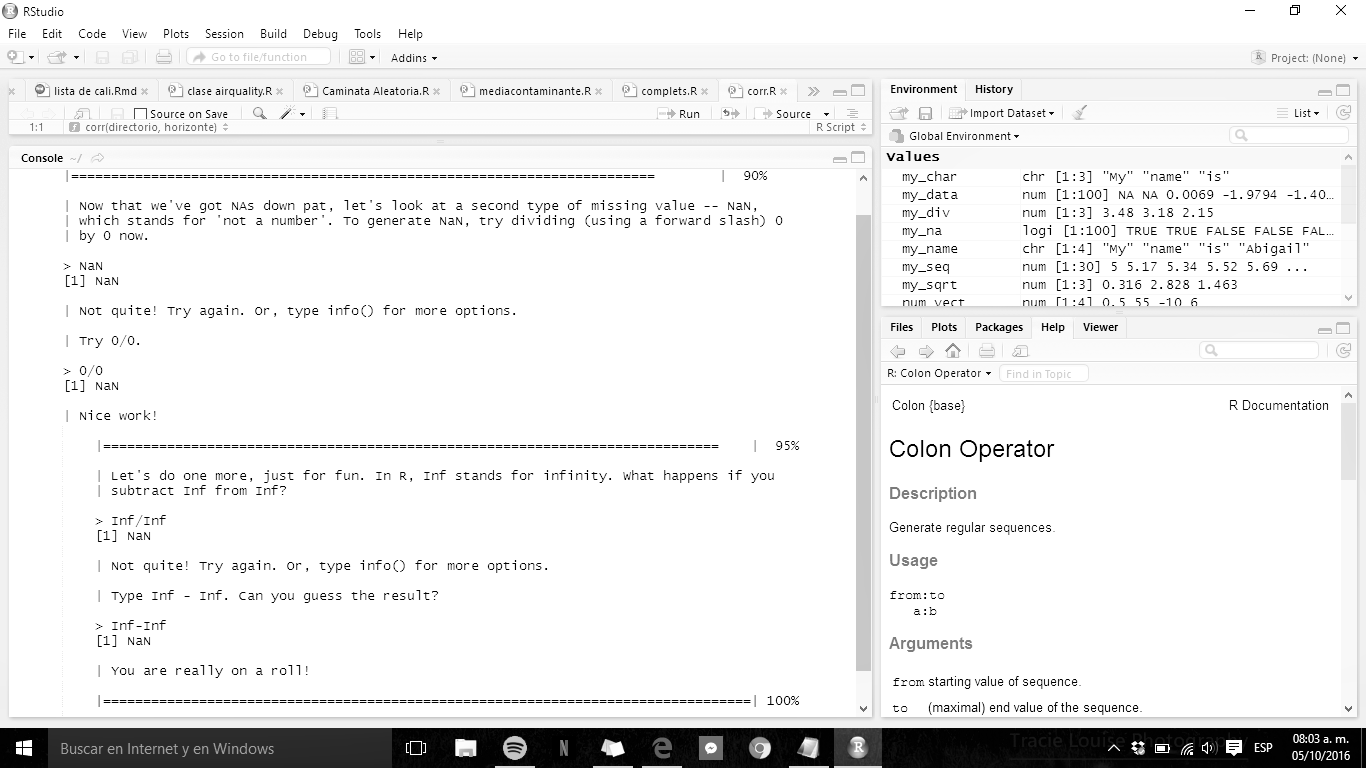 RStudio
File Edit Code View Plots Session Build Debug Tools Help
Go to file/function Addins Project: (None)
lista de cali.Rmd clase airquality.R Caminata Aleatoria.R mediacontaminante.R complets.R corr.R
Source on Save Run Source
1:1 corr(directorio, horizonte) R Script
Console ~/
|========================================================================= | 90%
| Now that we've got NAs down pat, let's look at a second type of missing value -- NaN,
| which stands for 'not a number'. To generate NaN, try dividing (using a forward slash) 0
| by 0 now.
> NaN
[1] NaN
| Not quite! Try again. Or, type info() for more options.
| Try 0/0.
> 0/0
[1] NaN
| Nice work!
|============================================================================= | 95%
| Let's do one more, just for fun. In R, Inf stands for infinity. What happens if you
| subtract Inf from Inf?
> Inf/Inf
[1] NaN
| Not quite! Try again. Or, type info() for more options.
| Type Inf - Inf. Can you guess the result?
> Inf-Inf
[1] NaN
| You are really on a roll!
|=================================================================================| 100%
Environment History
Import Dataset List
Global Environment
Values
my_char chr [1:3] "My" "name" "is"
my_data num [1:100] NA NA 0.0069 -1.9794 -1.40...
my_div num [1:3] 3.48 3.18 2.15
my_na logi [1:100] TRUE TRUE FALSE FALSE FAL...
my_name chr [1:4] "My" "name" "is" "Abigail"
my_seq num [1:30] 5 5.17 5.34 5.52 5.69 ...
my_sqrt num [1:3] 0.316 2.828 1.463
num_vect num [1:4] 0.5 55 -10 6
Files Plots Packages Help Viewer
R: Colon Operator Find in Topic
Colon {base} R Documentation
Colon Operator
Description
Generate regular sequences.
Usage
from:to
a:b
Arguments
from starting value of sequence.
to (maximal) end value of the sequence.
Buscar en Internet y en Windows
Tracie Louise Photography
ESP
08:03 a. m.
05/10/2016